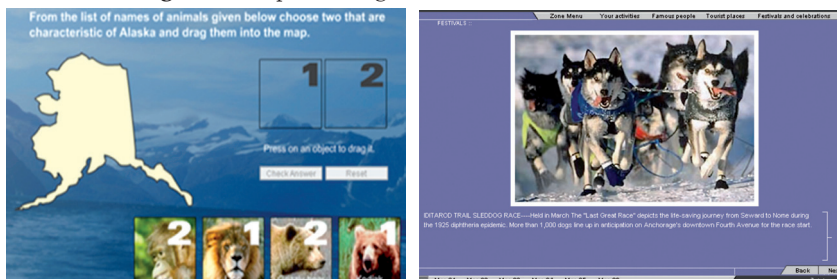 From the list of names of animals given below choose two that are
characteristic of Alaska and drag them into the map.
1 2
Press on an object to drag it.
Check Answer Reset
2 1 2 1
Zone Menu Your activities Famous people Tourist places Festivals and celebrations
FESTIVALS ::
IDITAROD TRAIL SLEDDOG RACE----Held in March The "Last Great Race" depicts the life-saving journey from Seward to Nome during
the 1925 diphtheria epidemic. More than 1,000 dogs line up in anticipation on Anchorage's downtown Fourth Avenue for the race start.
Back